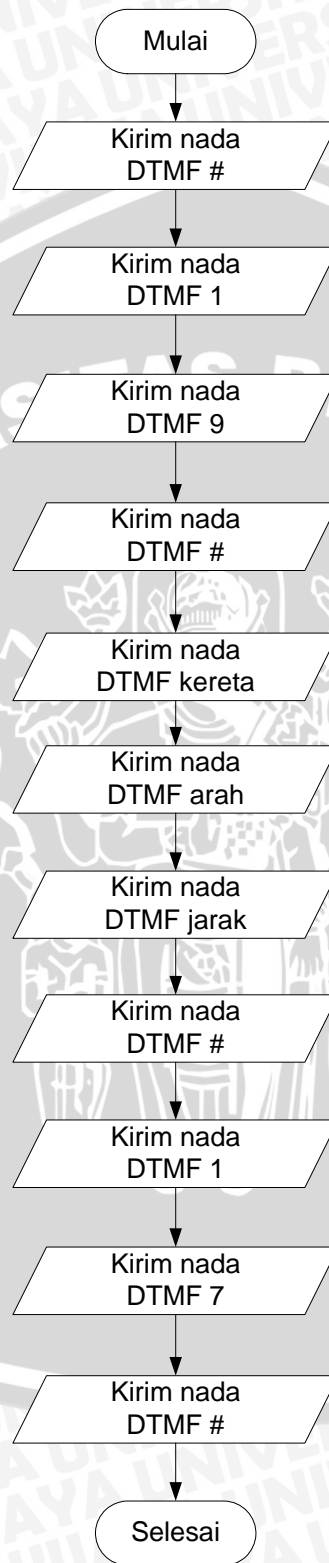 Mulai
Kirim nada
DTMF #
Kirim nada
DTMF 1
Kirim nada
DTMF 9
Kirim nada
DTMF #
Kirim nada
DTMF kereta
Kirim nada
DTMF arah
Kirim nada
DTMF jarak
Kirim nada
DTMF #
Kirim nada
DTMF 1
Kirim nada
DTMF 7
Kirim nada
DTMF #
Selesai